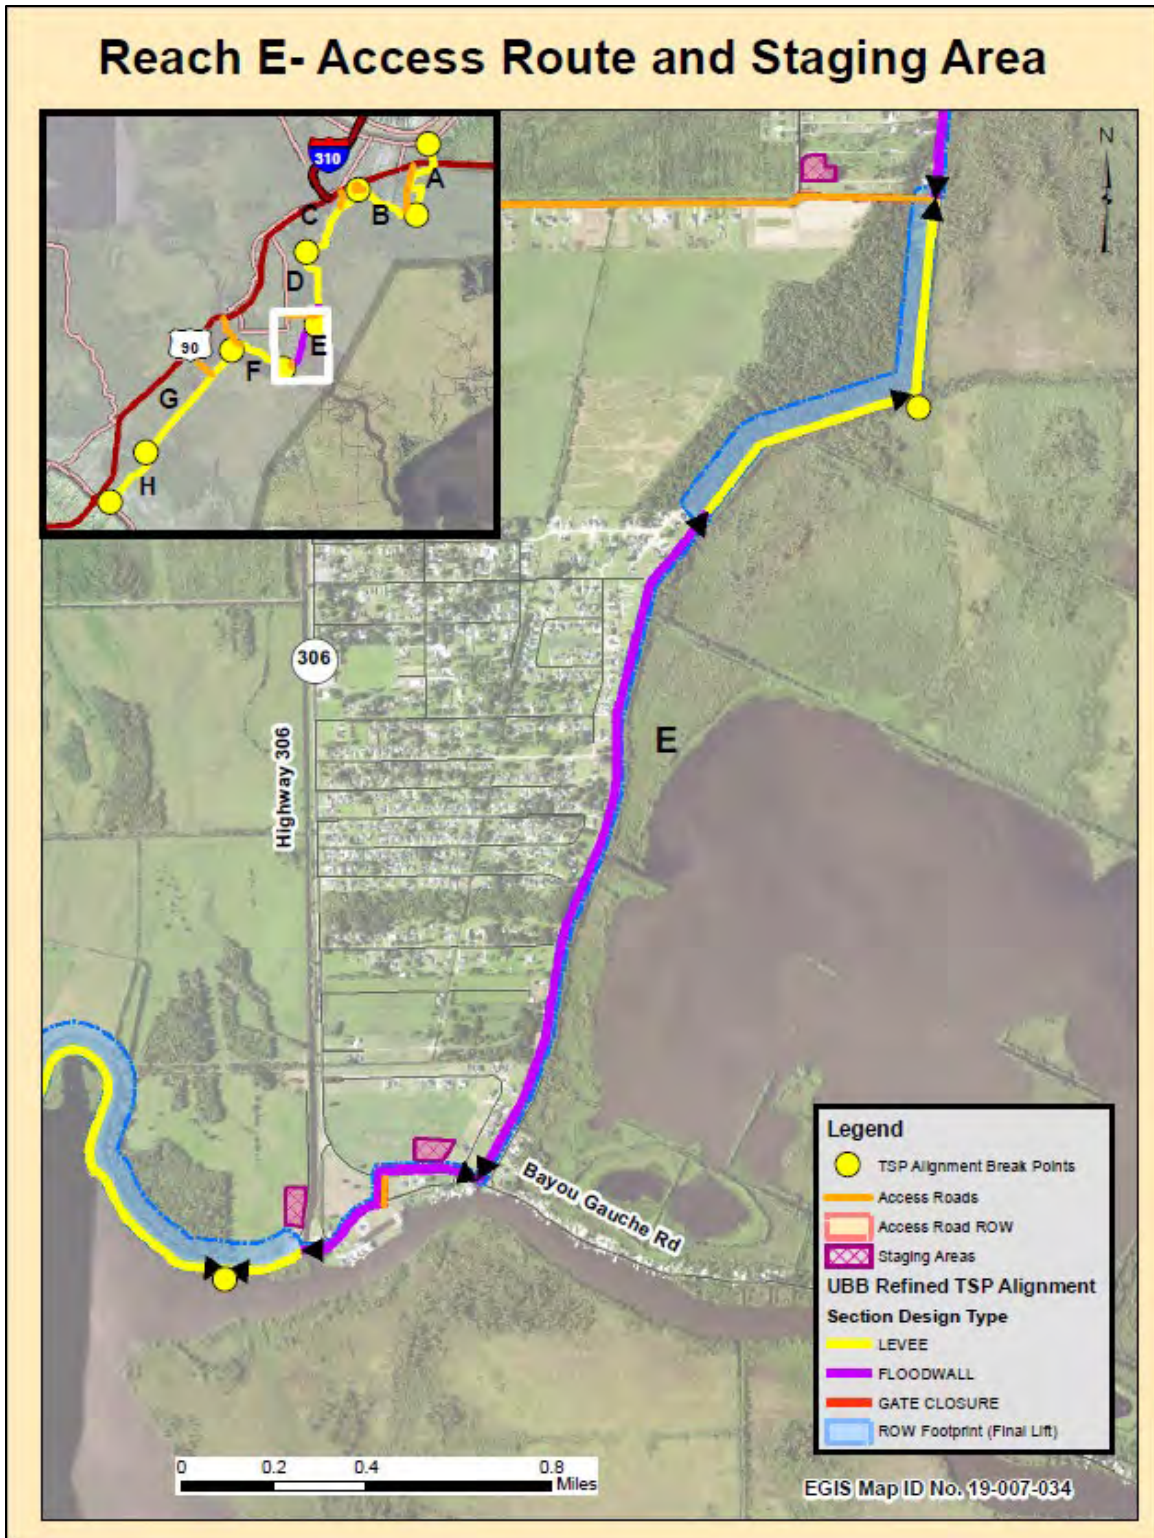 Reach E- Access Route and Staging Area
310
A
B
C
D
E
90
F
G
H
N
306
Highway 306
E
Bayou Gauche Rd
Legend
TSP Alignment Break Points
Access Roads
Access Road ROW
Staging Areas
UBB Refined TSP Alignment
Section Design Type
LEVEE
FLOODWALL
GATE CLOSURE
ROW Footprint (Final Lift)
0 0.2 0.4 0.8
Miles
EGIS Map ID No. 19-007-034